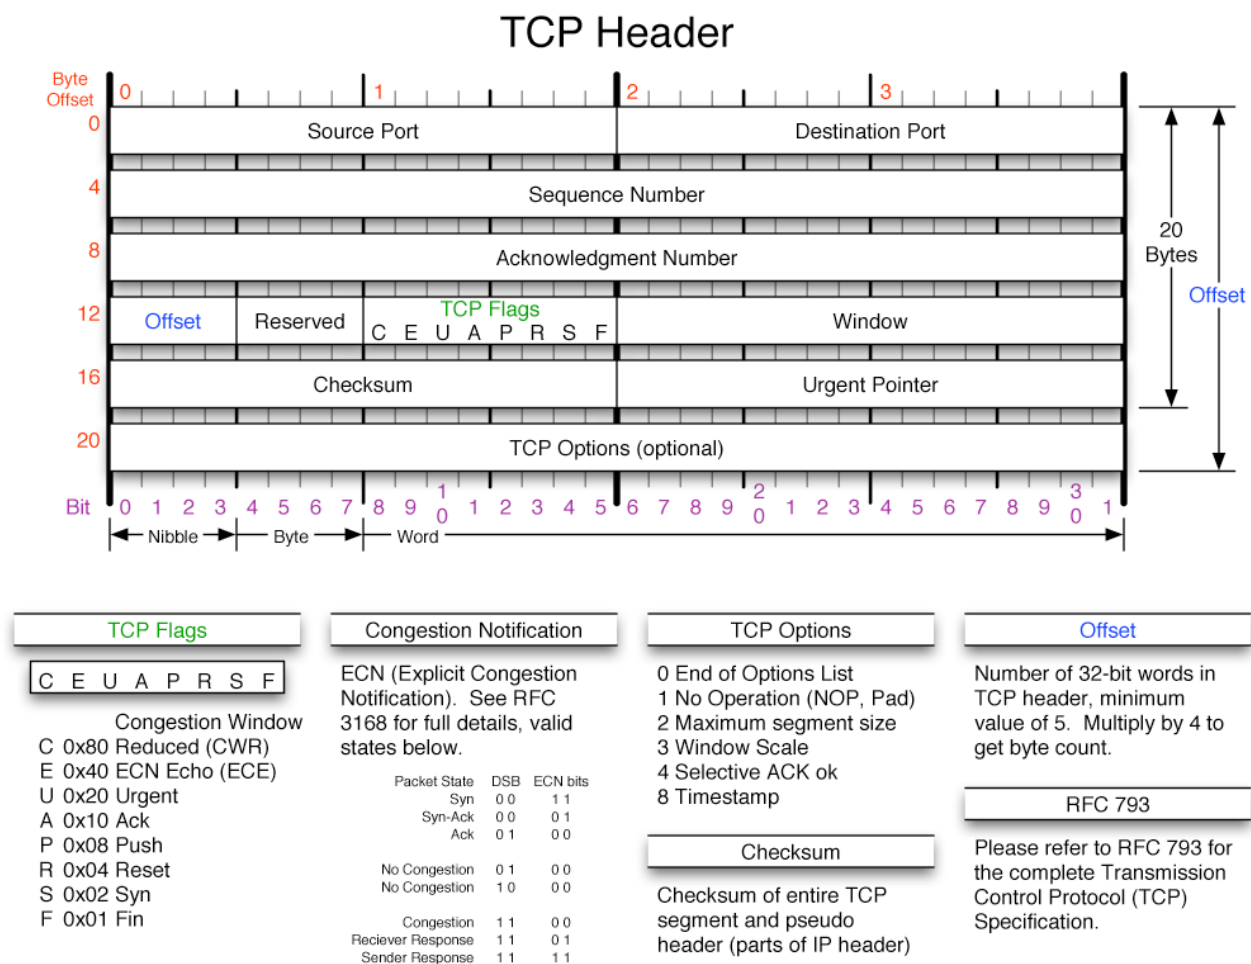 TCP Header
Byte
Offset
0 1 2 3
0 Source Port Destination Port
4 Sequence Number
8 Acknowledgment Number
20
Bytes
Offset
12 Offset Reserved TCP Flags Window
C E U A P R S F
16 Checksum Urgent Pointer
20 TCP Options (optional)
Bit 0 1 2 3 4 5 6 7 8 9 10 1 2 3 4 5 6 7 8 9 20 1 2 3 4 5 6 7 8 9 30 1
Nibble Byte Word
TCP Flags
C E U A P R S F
Congestion Window
C 0x80 Reduced (CWR)
E 0x40 ECN Echo (ECE)
U 0x20 Urgent
A 0x10 Ack
P 0x08 Push
R 0x04 Reset
S 0x02 Syn
F 0x01 Fin
Congestion Notification
ECN (Explicit Congestion
Notification). See RFC
3168 for full details, valid
states below.
Packet State DSB ECN bits
Syn 0 0 1 1
Syn-Ack 0 0 0 1
Ack 0 1 0 0
No Congestion 0 1 0 0
No Congestion 1 0 0 0
Congestion 1 1 0 0
Reciever Response 1 1 0 1
Sender Response 1 1 1 1
TCP Options
0 End of Options List
1 No Operation (NOP, Pad)
2 Maximum segment size
3 Window Scale
4 Selective ACK ok
8 Timestamp
Checksum
Checksum of entire TCP
segment and pseudo
header (parts of IP header)
Offset
Number of 32-bit words in
TCP header, minimum
value of 5. Multiply by 4 to
get byte count.
RFC 793
Please refer to RFC 793 for
the complete Transmission
Control Protocol (TCP)
Specification.